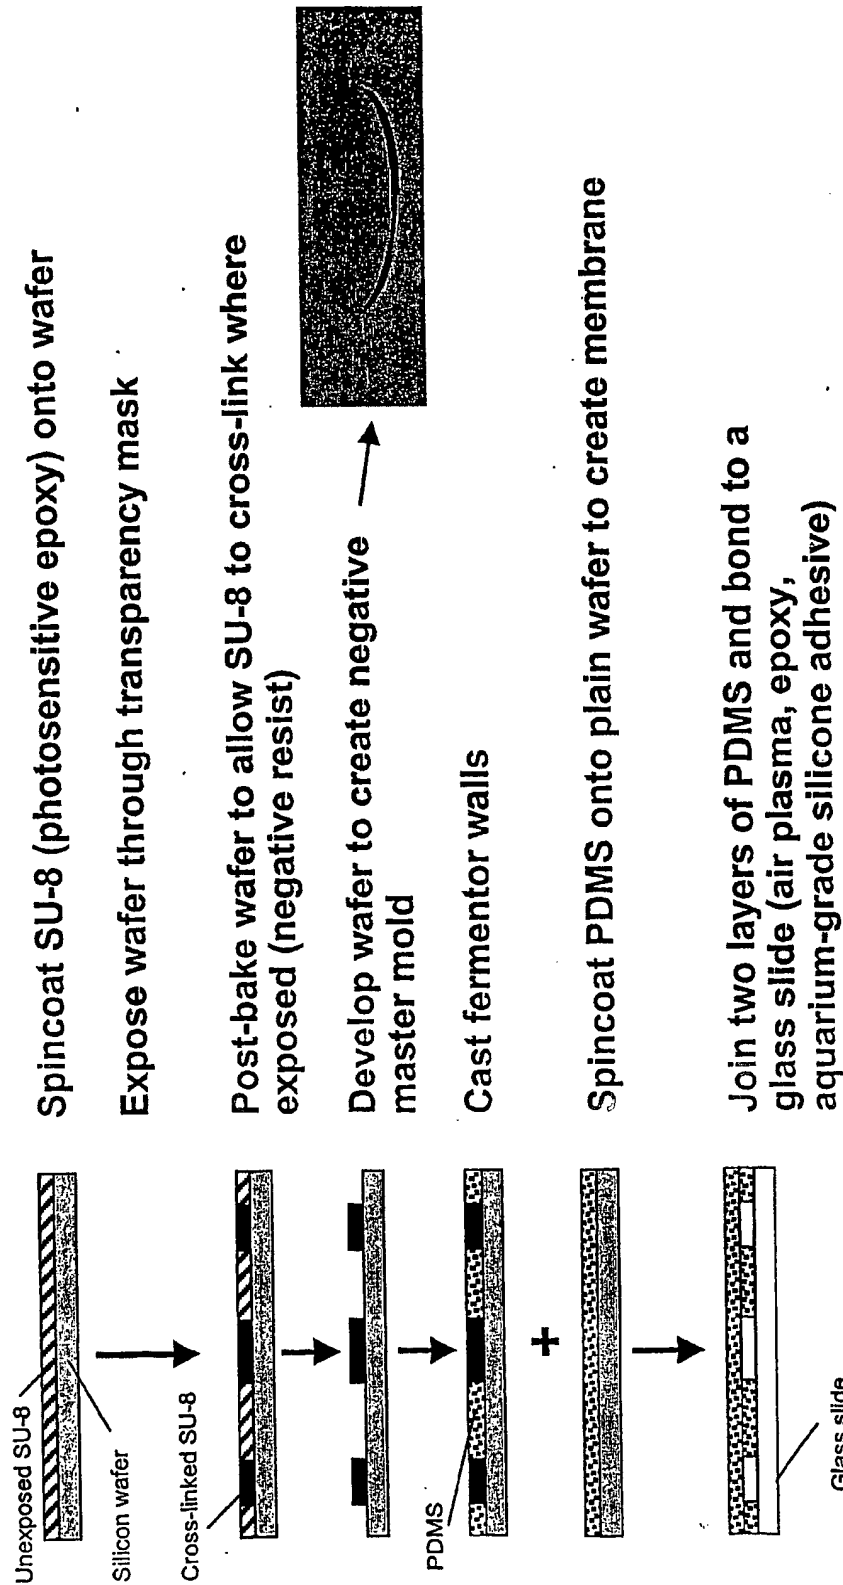 Spincoat SU-8 (photosensitive epoxy) onto wafer
Expose wafer through transparency mask
Post-bake wafer to allow SU-8 to cross-link where
exposed (negative resist)
Develop wafer to create negative
master mold
Cast fermentor walls
Spincoat PDMS onto plain wafer to create membrane
Join two layers of PDMS and bond to a
glass slide (air plasma, epoxy,
aquarium-grade silicone adhesive)
Unexposed SU-8
Silicon wafer
Cross-linked SU-8
PDMS
+
Glass slide